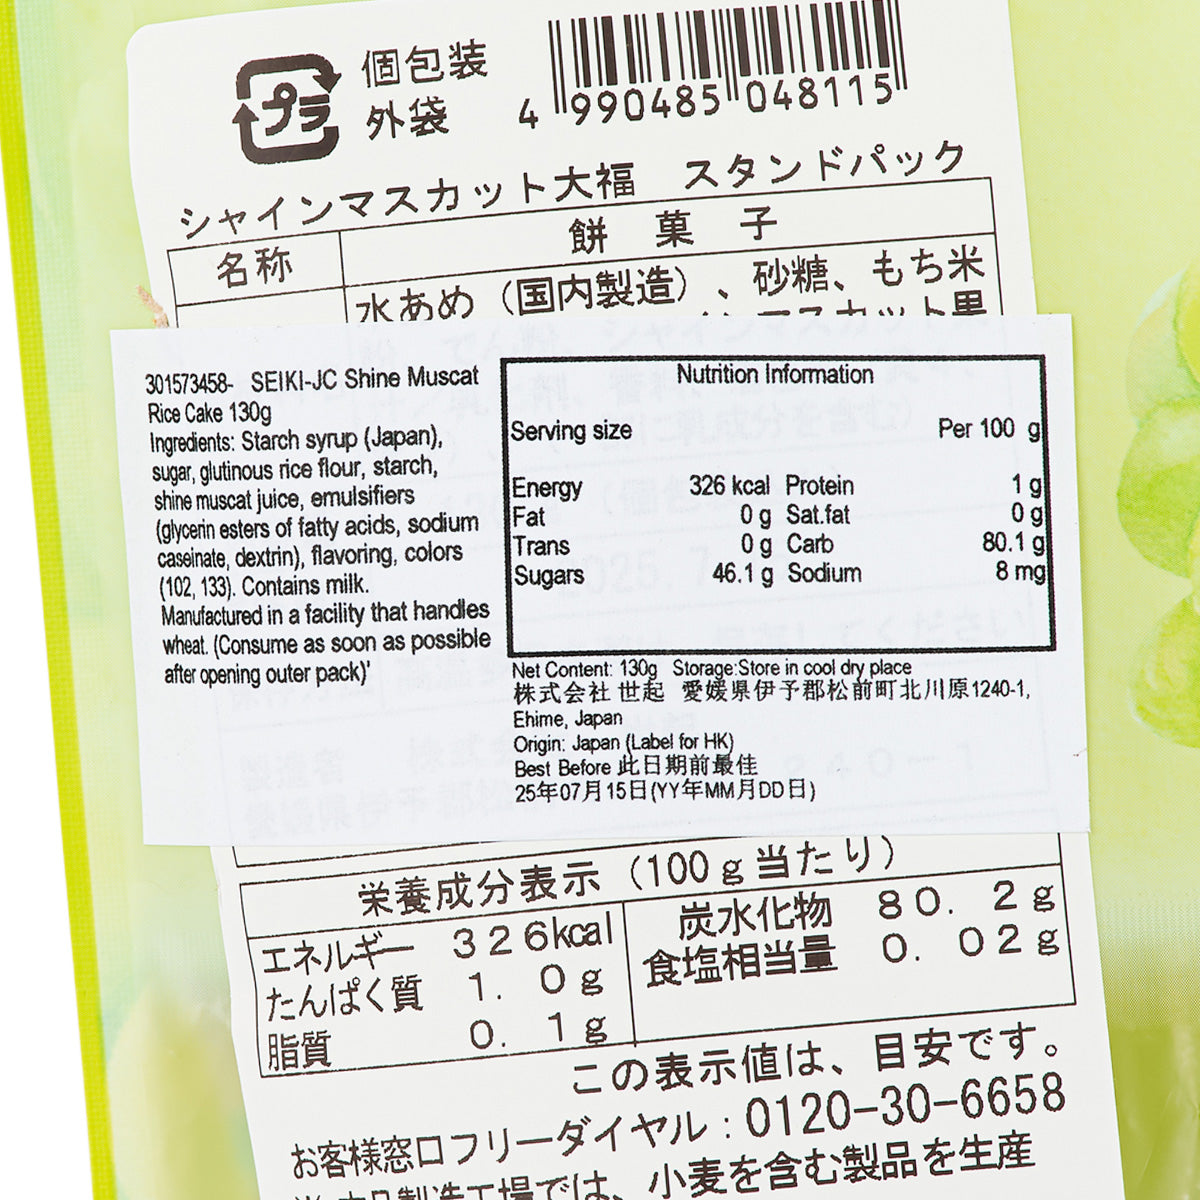 プラ 個包装
外袋
4 990485 048115
シャインマスカット大福 スタンドパック
名称 餅菓子
水あめ（国内製造）、砂糖、もち米
301573458- SEIKI-JC Shine Muscat
Rice Cake 130g
Ingredients: Starch syrup (Japan),
sugar, glutinous rice flour, starch,
shine muscat juice, emulsifiers
(glycerin esters of fatty acids, sodium
caseinate, dextrin), flavoring, colors
(102, 133). Contains milk.
Manufactured in a facility that handles
wheat. (Consume as soon as possible
after opening outer pack)'
Nutrition Information
Serving size Per 100 g
Energy 326 kcal Protein 1 g
Fat 0 g Sat.fat 0 g
Trans 0 g Carb 80.1 g
Sugars 46.1 g Sodium 8 mg
Net Content: 130g Storage:Store in cool dry place
株式会社 世起 愛媛県伊予郡松前町北川原1240-1,
Ehime, Japan
Origin: Japan (Label for HK)
Best Before 此日期前最佳
25年07月15日(YY年MM月DD日)
栄養成分表示（100g当たり）
エネルギー 326kcal 炭水化物 80.2g
たんぱく質 1.0g 食塩相当量 0.02g
脂質 0.1g
この表示値は、目安です。
お客様窓口フリーダイヤル：0120-30-6658
製造工場では、小麦を含む製品を生産